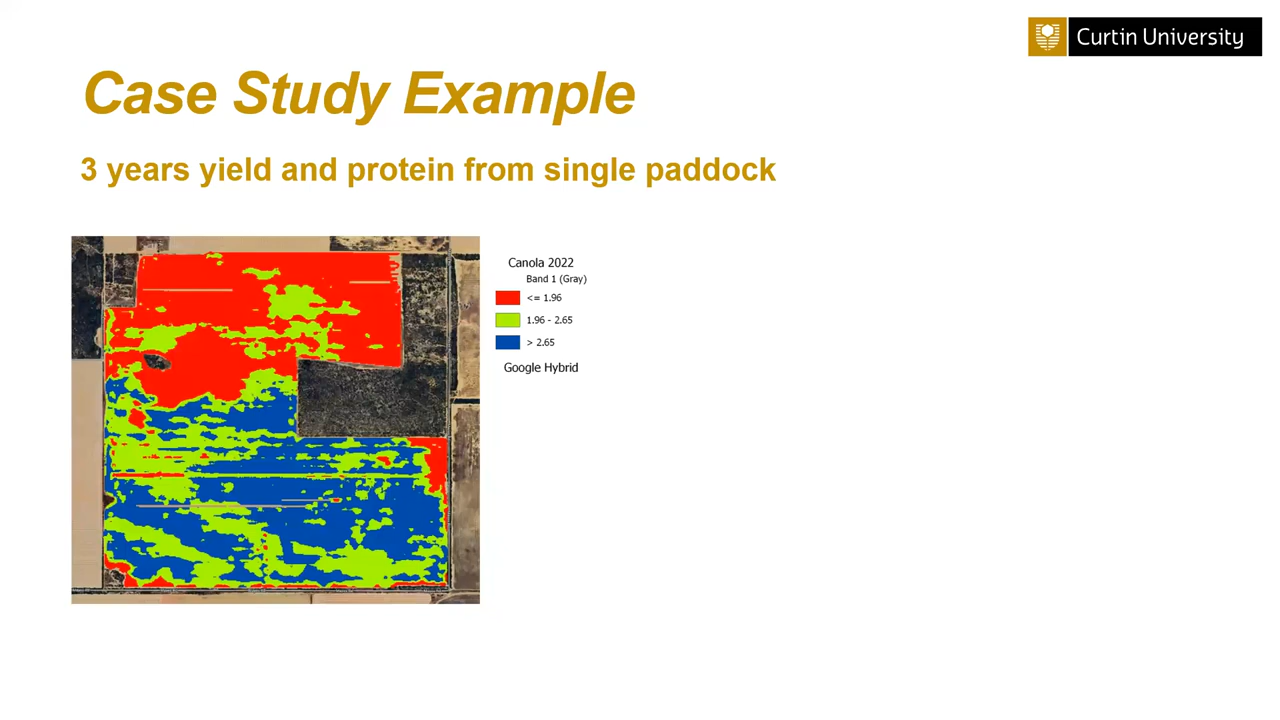 Curtin University
Case Study Example
3 years yield and protein from single paddock
Canola 2022
Band 1 (Gray)
<= 1.96
1.96 - 2.65
> 2.65
Google Hybrid